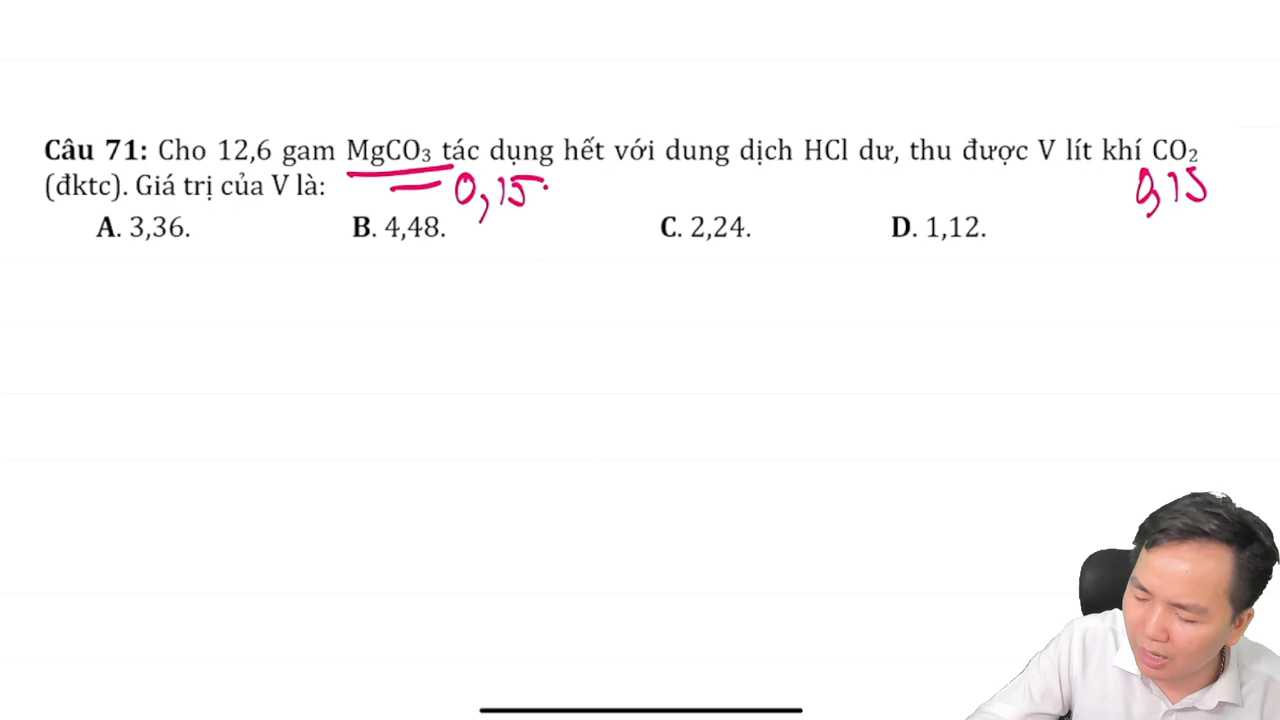 Câu 71: Cho 12,6 gam MgCO₃ tác dụng hết với dung dịch HCl dư, thu được V lít khí CO₂
(đktc). Giá trị của V là:
= 0,15.
0,15
A. 3,36. B. 4,48. C. 2,24. D. 1,12.